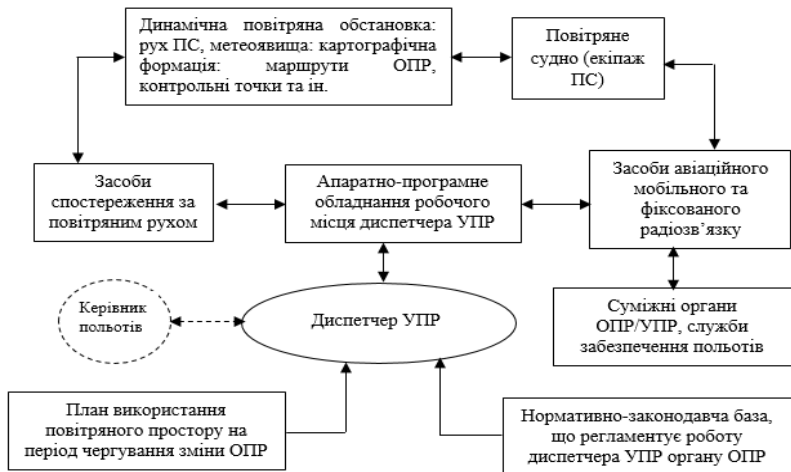 Динамічна повітряна обстановка:
рух ПС, метеоявища: картографічна
формація: маршрути ОПР,
контрольні точки та ін.
Повітряне
судно (екіпаж
ПС)
Засоби
спостереження за
повітряним рухом
Апаратно-програмне
обладнання робочого
місця диспетчера УПР
Засоби авіаційного
мобільного та
фіксованого
радіозв’язку
Керівник
польотів
Диспетчер УПР
Суміжні органи
ОПР/УПР, служби
забезпечення польотів
План використання
повітряного простору на
період чергування зміни ОПР
Нормативно-законодавча база,
що регламентує роботу
диспетчера УПР органу ОПР